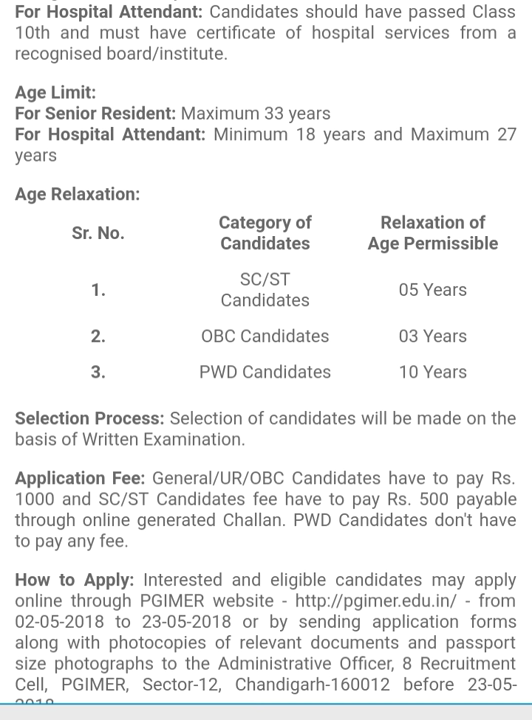 For Hospital Attendant: Candidates should have passed Class
10th and must have certificate of hospital services from a
recognised board/institute.
Age Limit:
For Senior Resident: Maximum 33 years
For Hospital Attendant: Minimum 18 years and Maximum 27
years
Age Relaxation:
Sr. No. Category of Candidates Relaxation of Age Permissible
1. SC/ST Candidates 05 Years
2. OBC Candidates 03 Years
3. PWD Candidates 10 Years
Selection Process: Selection of candidates will be made on the
basis of Written Examination.
Application Fee: General/UR/OBC Candidates have to pay Rs.
1000 and SC/ST Candidates fee have to pay Rs. 500 payable
through online generated Challan. PWD Candidates don't have
to pay any fee.
How to Apply: Interested and eligible candidates may apply
online through PGIMER website - http://pgimer.edu.in/ - from
02-05-2018 to 23-05-2018 or by sending application forms
along with photocopies of relevant documents and passport
size photographs to the Administrative Officer, 8 Recruitment
Cell, PGIMER, Sector-12, Chandigarh-160012 before 23-05-